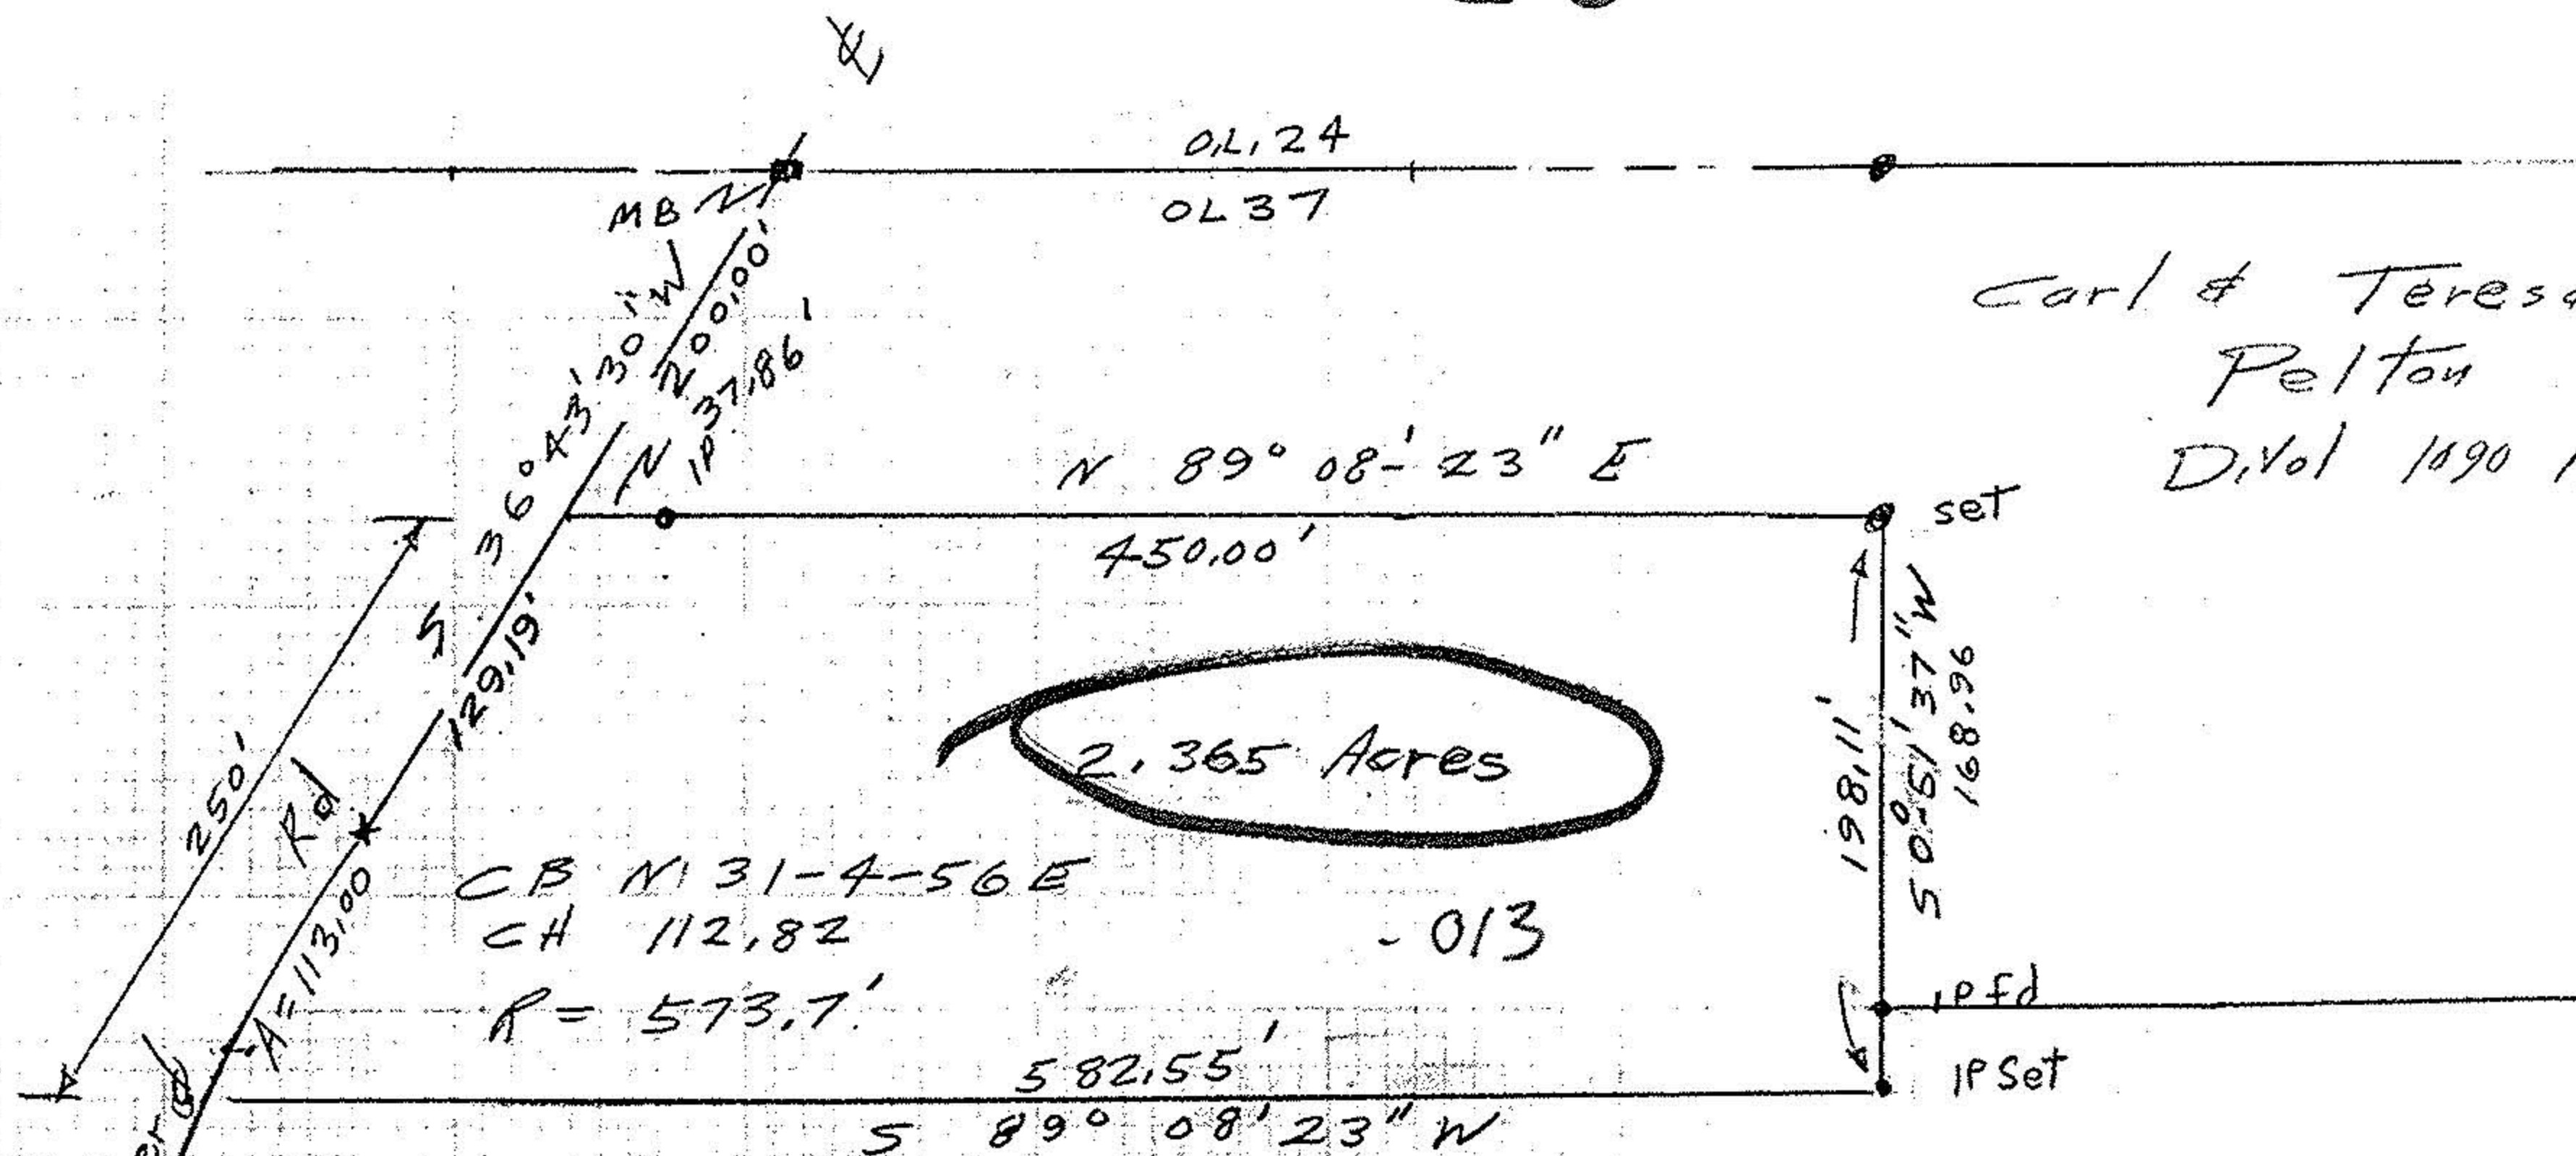 O.L. 24
MB
OL 37
200.00'
37.86'
IP
S 36° 43' 30" W
Carl & Teresa
Pelton
D.Vol 1090
N 89° 08' 23" E
450.00'
set
129.19'
250'
Rd
2.365 Acres
198.11'
S 0°-51' 37" W
168.96
A=113.00
CB N 31-4-56 E
CH 112.82
R = 573.7'
- 013
IP fd
582.55'
IP Set
S 89° 08' 23" W